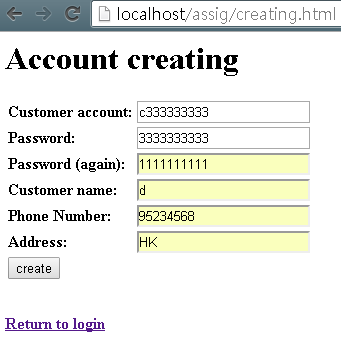 localhost/assig/creating.html
Account creating
Customer account: c333333333
Password: 3333333333
Password (again): 1111111111
Customer name: d
Phone Number: 95234568
Address: HK
create
Return to login